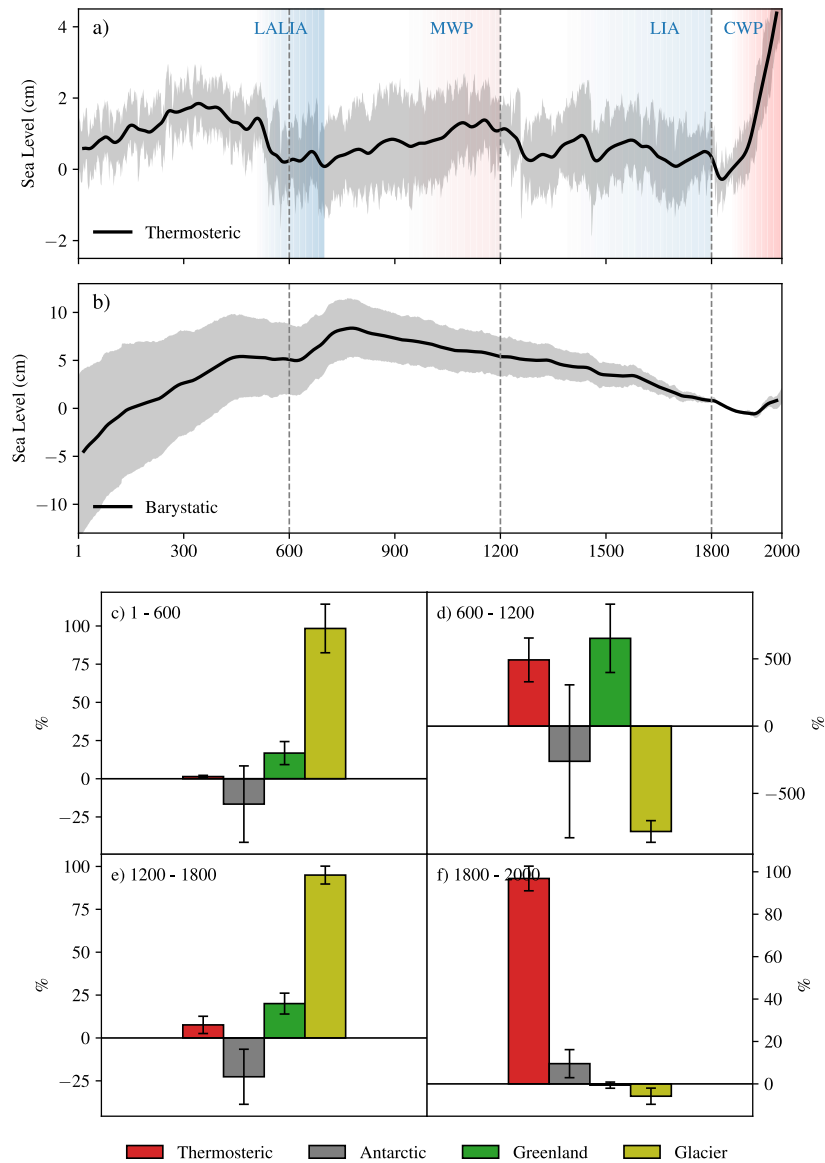 a)
LALIA MWP LIA CWP
4
2
0
−2
Sea Level (cm)
Thermosteric
b)
10
5
0
−5
−10
Sea Level (cm)
Barystatic
1 300 600 900 1200 1500 1800 2000
c) 1 - 600
100
75
50
25
0
−25
%
d) 600 - 1200
500
0
−500
%
e) 1200 - 1800
100
75
50
25
0
−25
%
f) 1800 - 2000
100
80
60
40
20
0
%
Thermosteric Antarctic Greenland Glacier